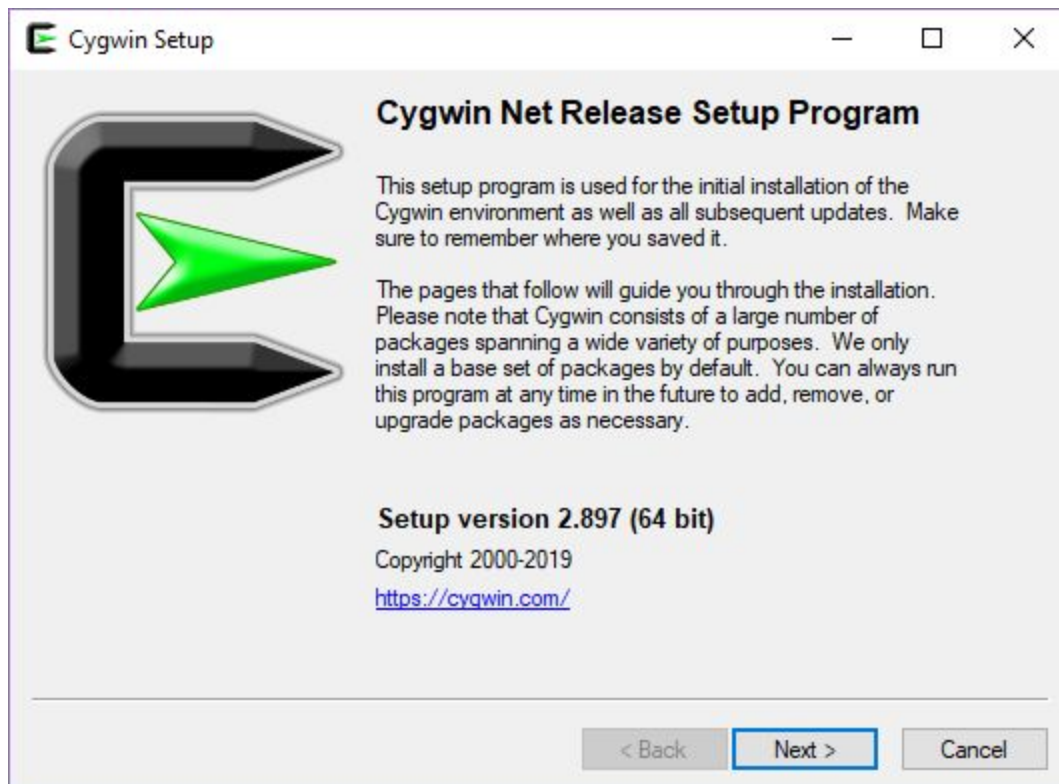 Cygwin Setup
Cygwin Net Release Setup Program
This setup program is used for the initial installation of the
Cygwin environment as well as all subsequent updates.  Make
sure to remember where you saved it.
The pages that follow will guide you through the installation.
Please note that Cygwin consists of a large number of
packages spanning a wide variety of purposes.  We only
install a base set of packages by default.  You can always run
this program at any time in the future to add, remove, or
upgrade packages as necessary.
Setup version 2.897 (64 bit)
Copyright 2000-2019
https://cygwin.com/
< Back
Next >
Cancel